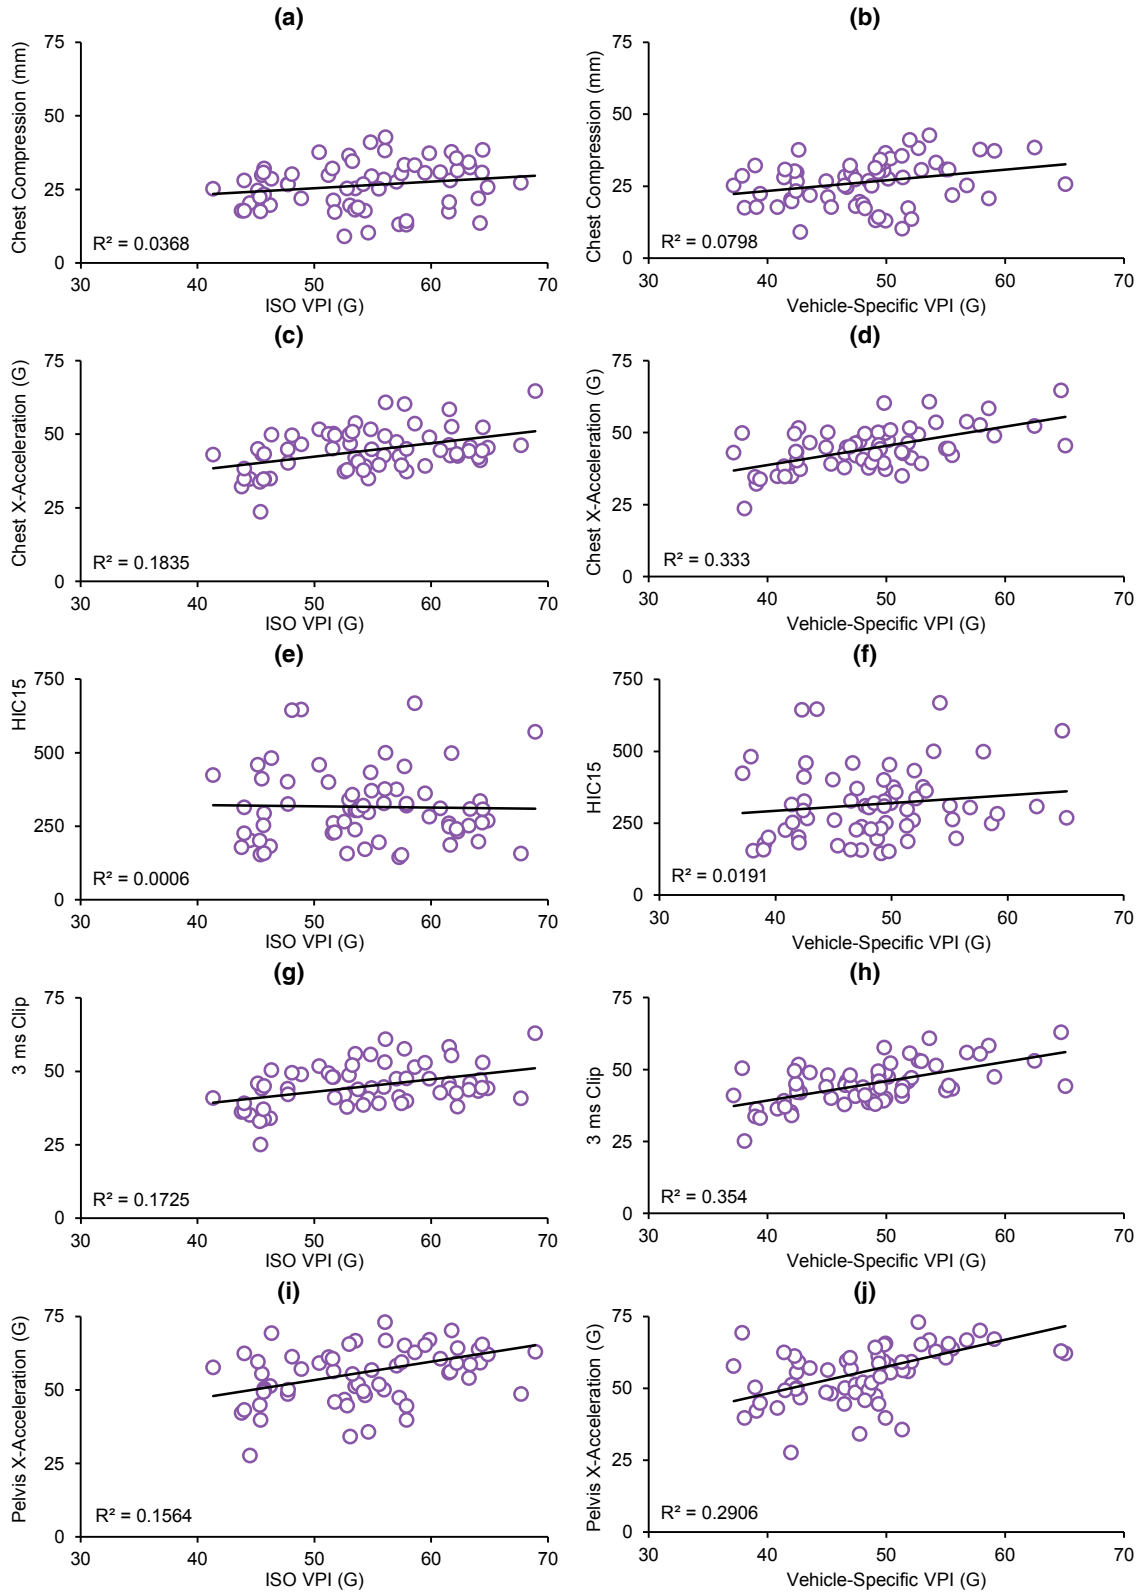 (a)
Chest Compression (mm)
75
50
25
0
R² = 0.0368
30 40 50 60 70
ISO VPI (G)
(b)
Chest Compression (mm)
75
50
25
0
R² = 0.0798
30 40 50 60 70
Vehicle-Specific VPI (G)
(c)
Chest X-Acceleration (G)
75
50
25
0
R² = 0.1835
30 40 50 60 70
ISO VPI (G)
(d)
Chest X-Acceleration (G)
75
50
25
0
R² = 0.333
30 40 50 60 70
Vehicle-Specific VPI (G)
(e)
HIC15
750
500
250
0
R² = 0.0006
30 40 50 60 70
ISO VPI (G)
(f)
HIC15
750
500
250
0
R² = 0.0191
30 40 50 60 70
Vehicle-Specific VPI (G)
(g)
3 ms Clip
75
50
25
0
R² = 0.1725
30 40 50 60 70
ISO VPI (G)
(h)
3 ms Clip
75
50
25
0
R² = 0.354
30 40 50 60 70
Vehicle-Specific VPI (G)
(i)
Pelvis X-Acceleration (G)
75
50
25
0
R² = 0.1564
30 40 50 60 70
ISO VPI (G)
(j)
Pelvis X-Acceleration (G)
75
50
25
0
R² = 0.2906
30 40 50 60 70
Vehicle-Specific VPI (G)